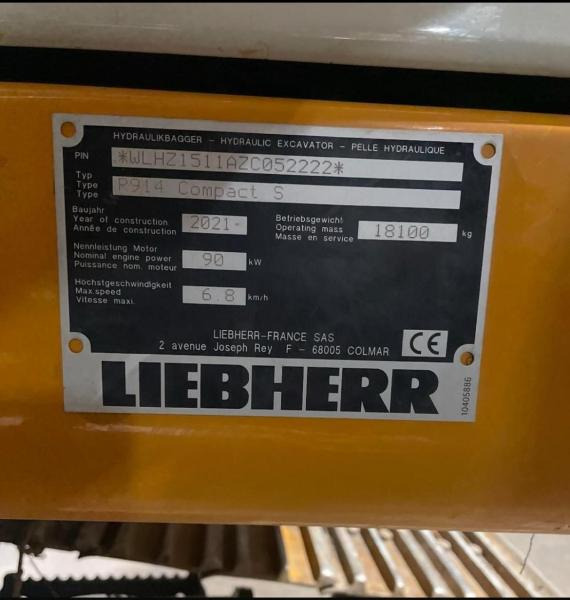 HYDRAULIKBAGGER – HYDRAULIC EXCAVATOR – PELLE HYDRAULIQUE
PIN *WLHZ1511AZC052222*
Typ
Type R914 Compact S
Type
Baujahr
Year of construction 2021
Année de construction
Betriebsgewicht
Operating mass 18100 kg
Masse en service
Nennleistung Motor
Nominal engine power 90 kW
Puissance nom. moteur
Höchstgeschwindigkeit
Max.speed 6.8 km/h
Vitesse maxi.
LIEBHERR-FRANCE SAS
2 avenue Joseph Rey F – 68005 COLMAR
CE
LIEBHERR
10405886